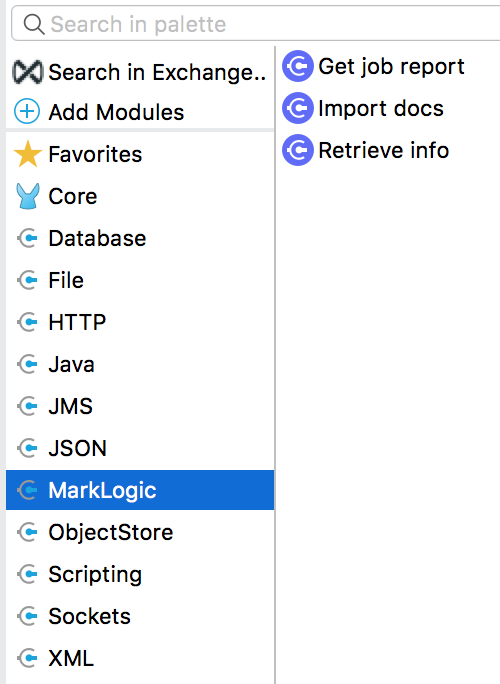 Search in palette
Search in Exchange..
Add Modules
Favorites
Core
Database
File
HTTP
Java
JMS
JSON
MarkLogic
ObjectStore
Scripting
Sockets
XML
Get job report
Import docs
Retrieve info